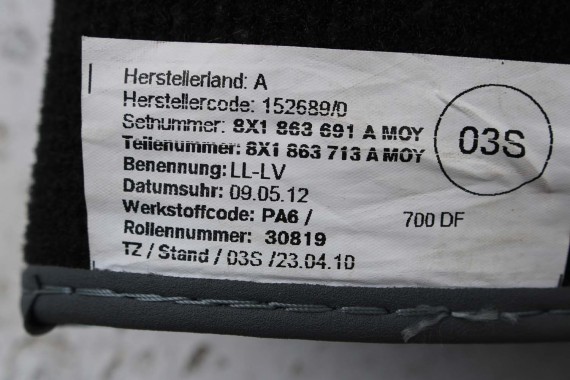 Herstellerland: A
Herstellercode: 152689/0
Setnummer: 8X1 863 691 A MOY
Teilenummer: 8X1 863 713 A MOY
03S
Benennung: LL-LV
Datumsuhr: 09.05.12
Werkstoffcode: PA6 / 700 DF
Rollennummer: 30819
TZ / Stand / 03S /23.04.10